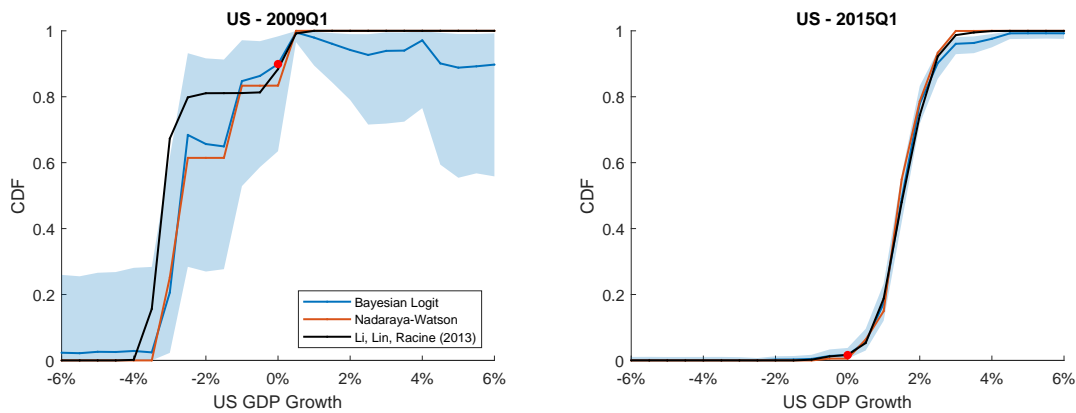 US - 2009Q1
1
0.8
0.6
0.4
0.2
0
CDF
-6% -4% -2% 0% 2% 4% 6%
US GDP Growth
Bayesian Logit
Nadaraya-Watson
Li, Lin, Racine (2013)
US - 2015Q1
1
0.8
0.6
0.4
0.2
0
CDF
-6% -4% -2% 0% 2% 4% 6%
US GDP Growth